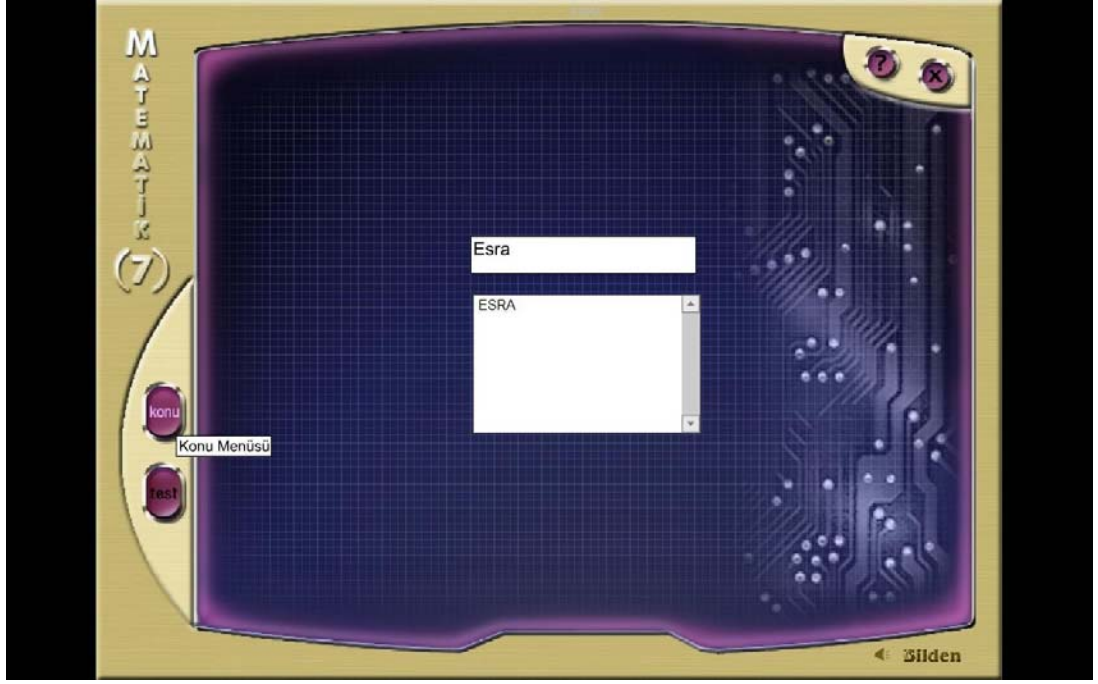 MATEMATİK
(7)
?
X
Esra
ESRA
konu
Konu Menüsü
test
Bilden